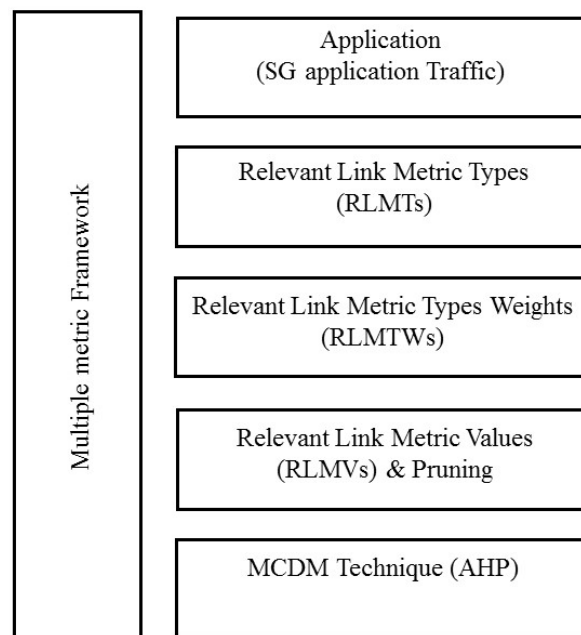 Multiple metric Framework
Application
(SG application Traffic)
Relevant Link Metric Types
(RLMTs)
Relevant Link Metric Types Weights
(RLMTWs)
Relevant Link Metric Values
(RLMVs) & Pruning
MCDM Technique (AHP)